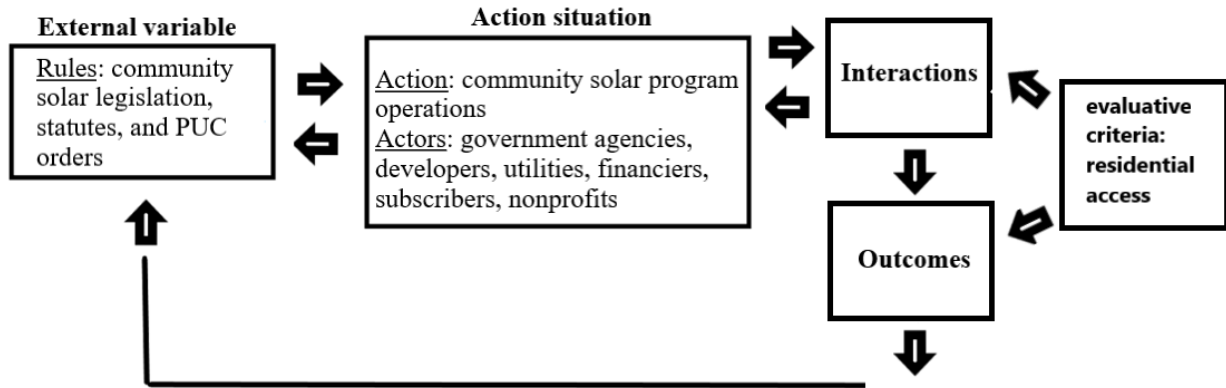 External variable
Rules: community
solar legislation,
statutes, and PUC
orders
Action situation
Action: community solar program
operations
Actors: government agencies,
developers, utilities, financiers,
subscribers, nonprofits
Interactions
evaluative
criteria:
residential
access
Outcomes